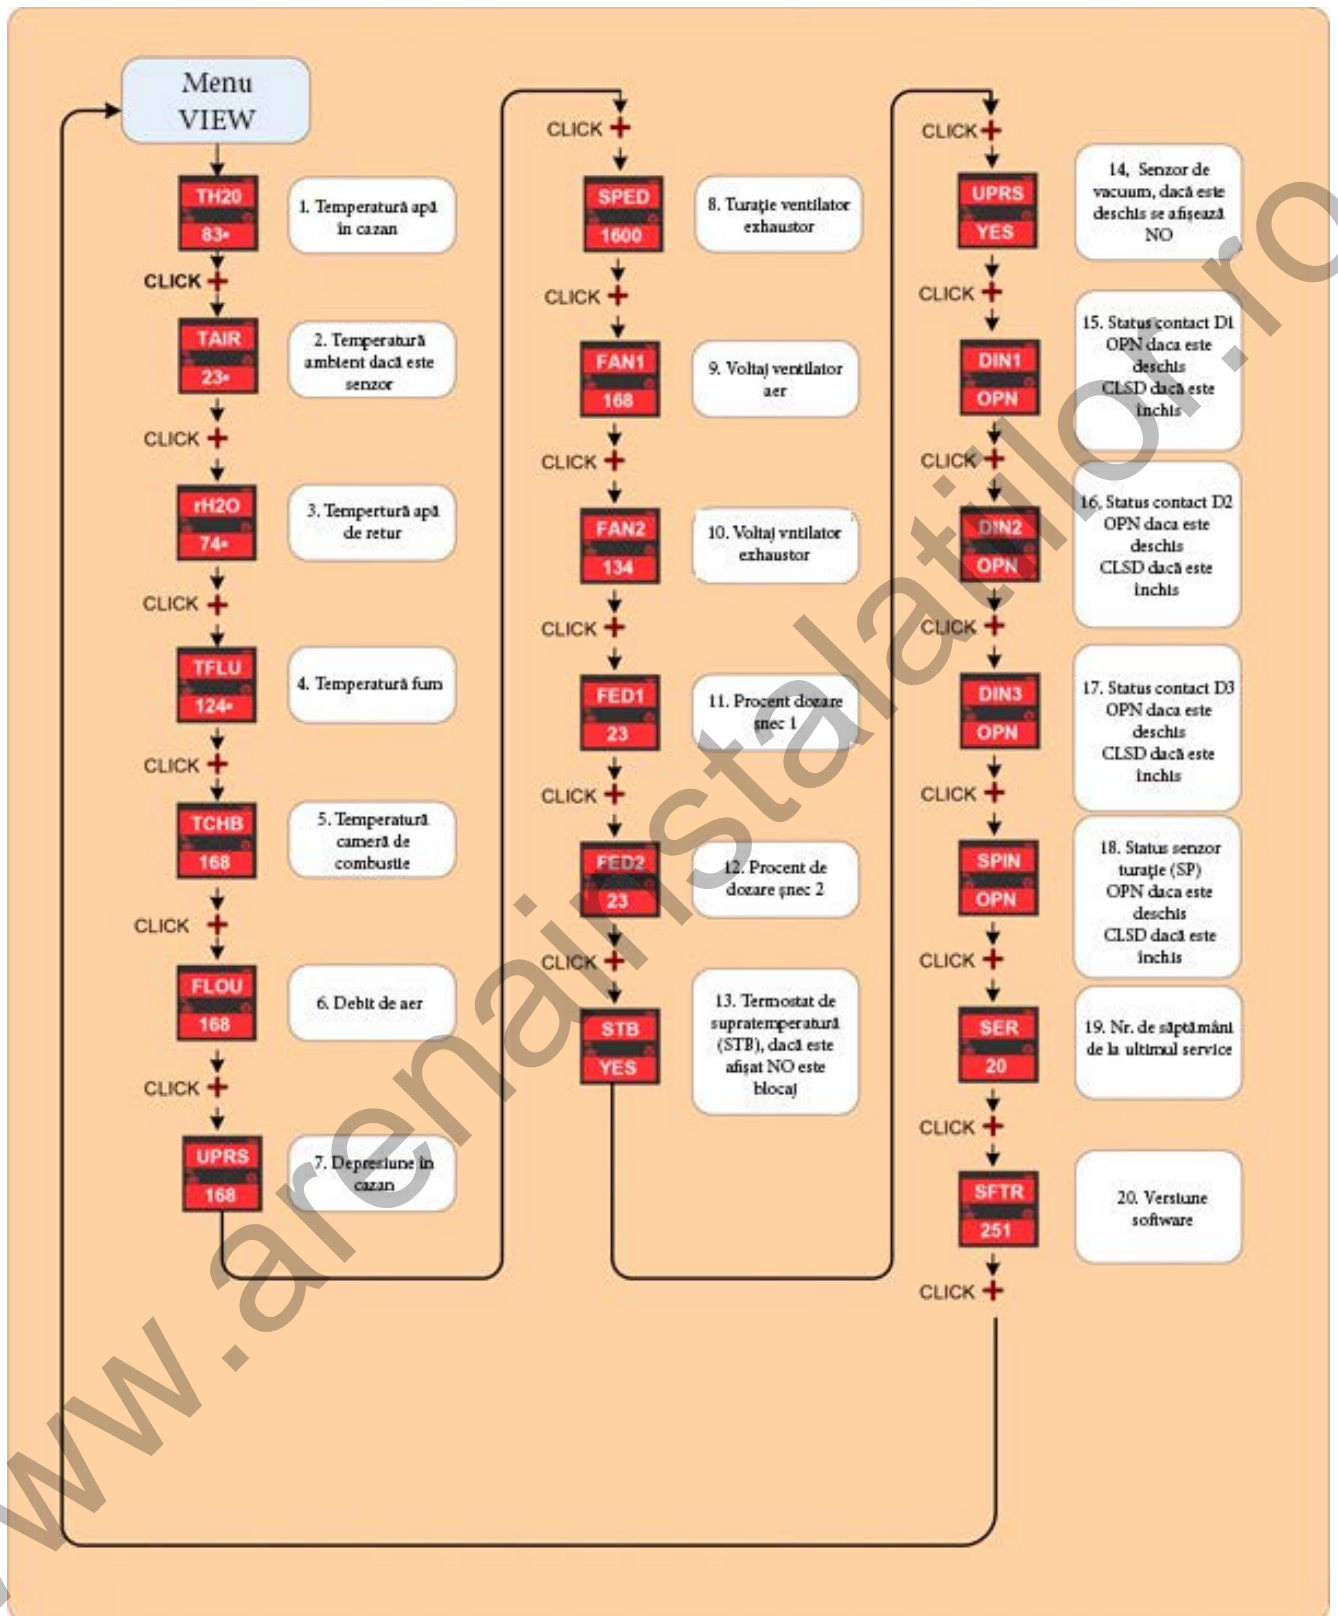 Menu
VIEW
TH20
83•
1. Temperatură apă
în cazan
CLICK +
TAIR
23•
2. Temperatură
ambient dacă este
senzor
CLICK +
rH2O
74•
3. Tempertură apă
de retur
CLICK +
TFLU
124•
4. Temperatură fum
CLICK +
TCHB
168
5. Temperatură
cameră de
combustie
CLICK +
FLOU
168
6. Debit de aer
CLICK +
UPRS
168
7. Depresiune în
cazan
CLICK +
SPED
1600
8. Turație ventilator
exhaustor
CLICK +
FAN1
168
9. Voltaj ventilator
aer
CLICK +
FAN2
134
10. Voltaj vntilator
exhaustor
CLICK +
FED1
23
11. Procent dozare
șnec 1
CLICK +
FED2
23
12. Procent de
dozare șnec 2
CLICK +
STB
YES
13. Termostat de
supratemperatură
(STB), dacă este
afișat NO este
blocaj
CLICK +
UPRS
YES
14, Senzor de
vacuum, dacă este
deschis se afișează
NO
CLICK +
DIN1
OPN
15. Status contact D1
OPN daca este
deschis
CLSD dacă este
închis
CLICK +
DIN2
OPN
16, Status contact D2
OPN daca este
deschis
CLSD dacă este
închis
CLICK +
DIN3
OPN
17. Status contact D3
OPN daca este
deschis
CLSD dacă este
închis
CLICK +
SPIN
OPN
18. Status senzor
turație (SP)
OPN daca este
deschis
CLSD dacă este
închis
CLICK +
SER
20
19. Nr. de săptămâni
de la ultimul service
CLICK +
SFTR
251
20. Versiune
software
CLICK +
www.arenainstalatiilor.ro